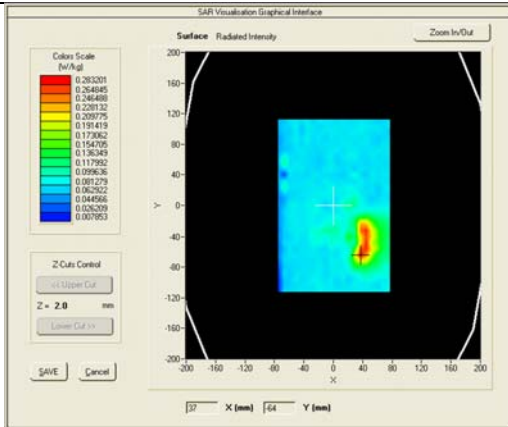 SAR Visualisation Graphical Interface
Surface Radiated Intensity
Zoom In/Out
Colors Scale
(W/kg)
0.283201
0.264845
0.246488
0.228132
0.209775
0.191419
0.173062
0.154705
0.136349
0.117992
0.099636
0.081279
0.062922
0.044566
0.026209
0.007853
Z-Cuts Control
<< Upper Cut
Z = 2.0 mm
Lower Cut >>
SAVE
Cancel
200
160
120
80
40
0
-40
-80
-120
-160
-200
Y
-200 -160 -120 -80 -40 0 40 80 120 160 200
X
37 X (mm) -64 Y (mm)